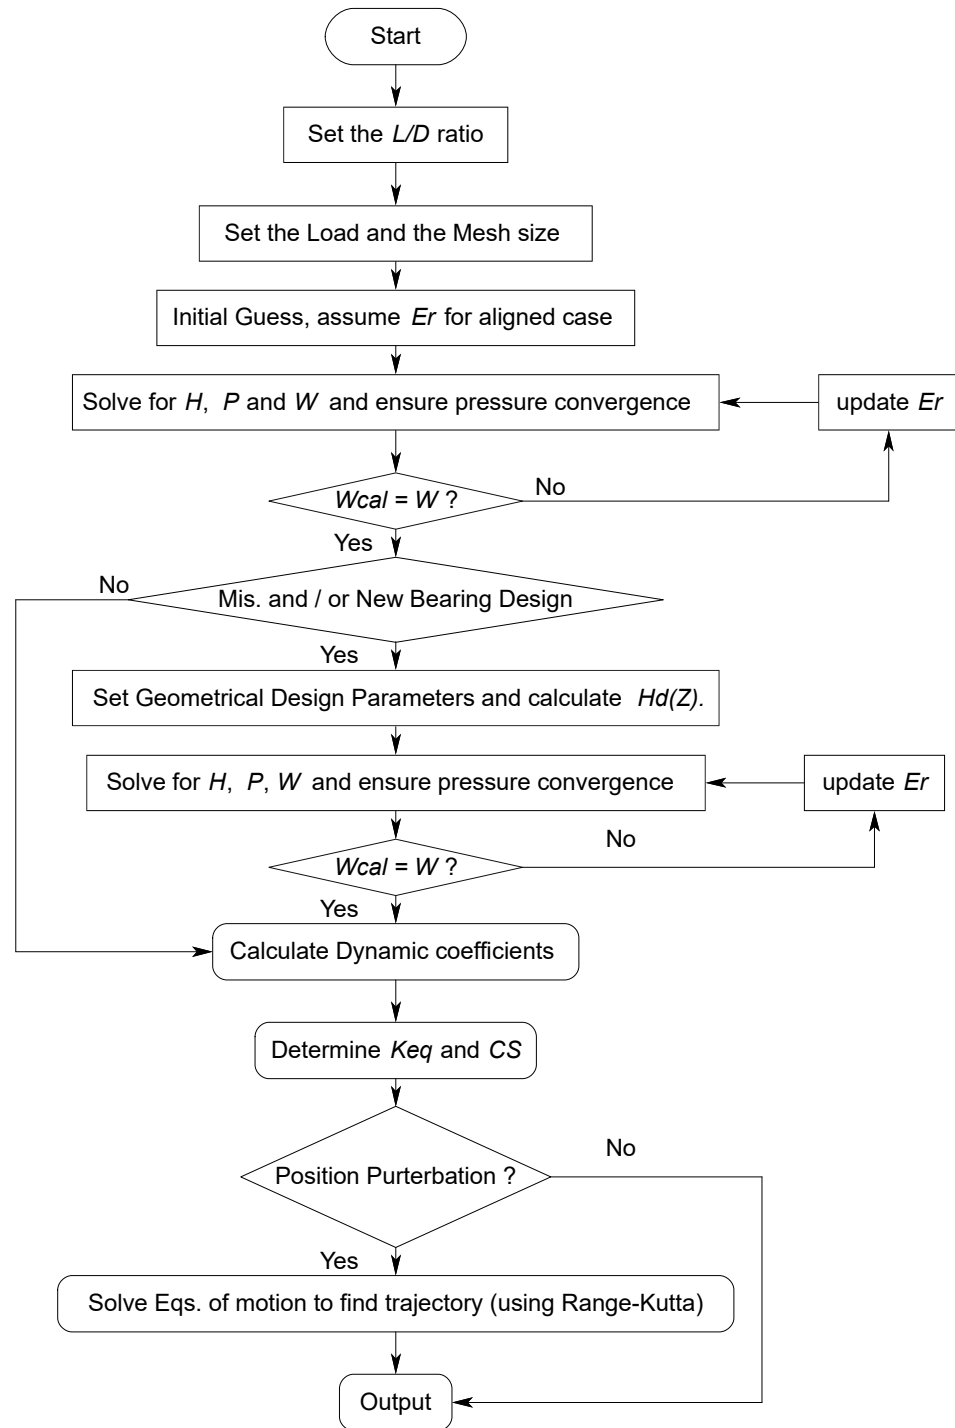 Start
Set the L/D ratio
Set the Load and the Mesh size
Initial Guess, assume Er for aligned case
Solve for H, P and W and ensure pressure convergence
update Er
Wcal = W ?
No
Yes
No
Mis. and / or New Bearing Design
Yes
Set Geometrical Design Parameters and calculate Hd(Z).
Solve for H, P, W and ensure pressure convergence
update Er
Wcal = W ?
No
Yes
Calculate Dynamic coefficients
Determine Keq and CS
Position Purterbation ?
No
Yes
Solve Eqs. of motion to find trajectory (using Range-Kutta)
Output